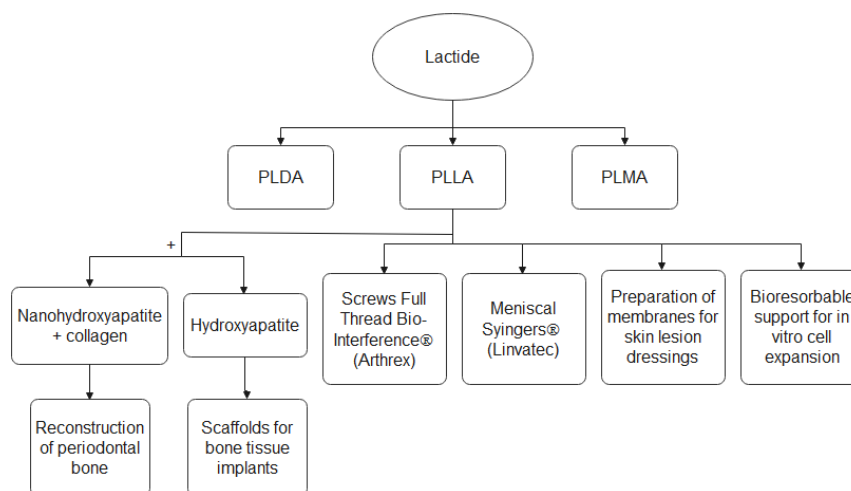 Lactide
PLDA
PLLA
PLMA
+
Nanohydroxyapatite
+ collagen
Hydroxyapatite
Screws Full
Thread Bio-
Interference®
(Arthrex)
Meniscal
Syingers®
(Linvatec)
Preparation of
membranes for
skin lesion
dressings
Bioresorbable
support for in
vitro cell
expansion
Reconstruction
of periodontal
bone
Scaffolds for
bone tissue
implants